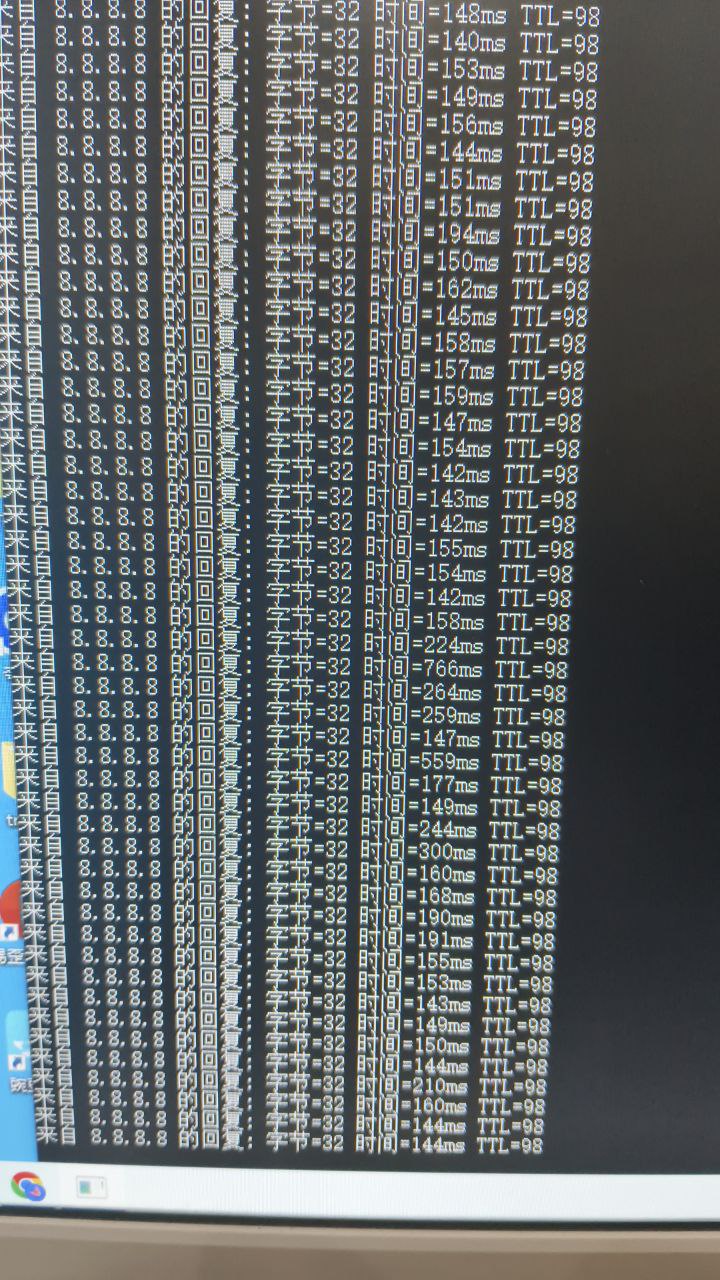 来自 8.8.8.8 的回复: 字节=32 时间=148ms TTL=98
来自 8.8.8.8 的回复: 字节=32 时间=140ms TTL=98
来自 8.8.8.8 的回复: 字节=32 时间=153ms TTL=98
来自 8.8.8.8 的回复: 字节=32 时间=149ms TTL=98
来自 8.8.8.8 的回复: 字节=32 时间=156ms TTL=98
来自 8.8.8.8 的回复: 字节=32 时间=144ms TTL=98
来自 8.8.8.8 的回复: 字节=32 时间=151ms TTL=98
来自 8.8.8.8 的回复: 字节=32 时间=151ms TTL=98
来自 8.8.8.8 的回复: 字节=32 时间=194ms TTL=98
来自 8.8.8.8 的回复: 字节=32 时间=150ms TTL=98
来自 8.8.8.8 的回复: 字节=32 时间=162ms TTL=98
来自 8.8.8.8 的回复: 字节=32 时间=145ms TTL=98
来自 8.8.8.8 的回复: 字节=32 时间=158ms TTL=98
来自 8.8.8.8 的回复: 字节=32 时间=157ms TTL=98
来自 8.8.8.8 的回复: 字节=32 时间=159ms TTL=98
来自 8.8.8.8 的回复: 字节=32 时间=147ms TTL=98
来自 8.8.8.8 的回复: 字节=32 时间=154ms TTL=98
来自 8.8.8.8 的回复: 字节=32 时间=142ms TTL=98
来自 8.8.8.8 的回复: 字节=32 时间=143ms TTL=98
来自 8.8.8.8 的回复: 字节=32 时间=142ms TTL=98
来自 8.8.8.8 的回复: 字节=32 时间=155ms TTL=98
来自 8.8.8.8 的回复: 字节=32 时间=154ms TTL=98
来自 8.8.8.8 的回复: 字节=32 时间=142ms TTL=98
来自 8.8.8.8 的回复: 字节=32 时间=158ms TTL=98
来自 8.8.8.8 的回复: 字节=32 时间=224ms TTL=98
来自 8.8.8.8 的回复: 字节=32 时间=766ms TTL=98
来自 8.8.8.8 的回复: 字节=32 时间=264ms TTL=98
来自 8.8.8.8 的回复: 字节=32 时间=259ms TTL=98
来自 8.8.8.8 的回复: 字节=32 时间=147ms TTL=98
来自 8.8.8.8 的回复: 字节=32 时间=559ms TTL=98
来自 8.8.8.8 的回复: 字节=32 时间=177ms TTL=98
来自 8.8.8.8 的回复: 字节=32 时间=149ms TTL=98
来自 8.8.8.8 的回复: 字节=32 时间=244ms TTL=98
来自 8.8.8.8 的回复: 字节=32 时间=300ms TTL=98
来自 8.8.8.8 的回复: 字节=32 时间=160ms TTL=98
来自 8.8.8.8 的回复: 字节=32 时间=168ms TTL=98
来自 8.8.8.8 的回复: 字节=32 时间=190ms TTL=98
来自 8.8.8.8 的回复: 字节=32 时间=191ms TTL=98
来自 8.8.8.8 的回复: 字节=32 时间=155ms TTL=98
来自 8.8.8.8 的回复: 字节=32 时间=153ms TTL=98
来自 8.8.8.8 的回复: 字节=32 时间=143ms TTL=98
来自 8.8.8.8 的回复: 字节=32 时间=149ms TTL=98
来自 8.8.8.8 的回复: 字节=32 时间=150ms TTL=98
来自 8.8.8.8 的回复: 字节=32 时间=144ms TTL=98
来自 8.8.8.8 的回复: 字节=32 时间=210ms TTL=98
来自 8.8.8.8 的回复: 字节=32 时间=160ms TTL=98
来自 8.8.8.8 的回复: 字节=32 时间=144ms TTL=98
来自 8.8.8.8 的回复: 字节=32 时间=144ms TTL=98